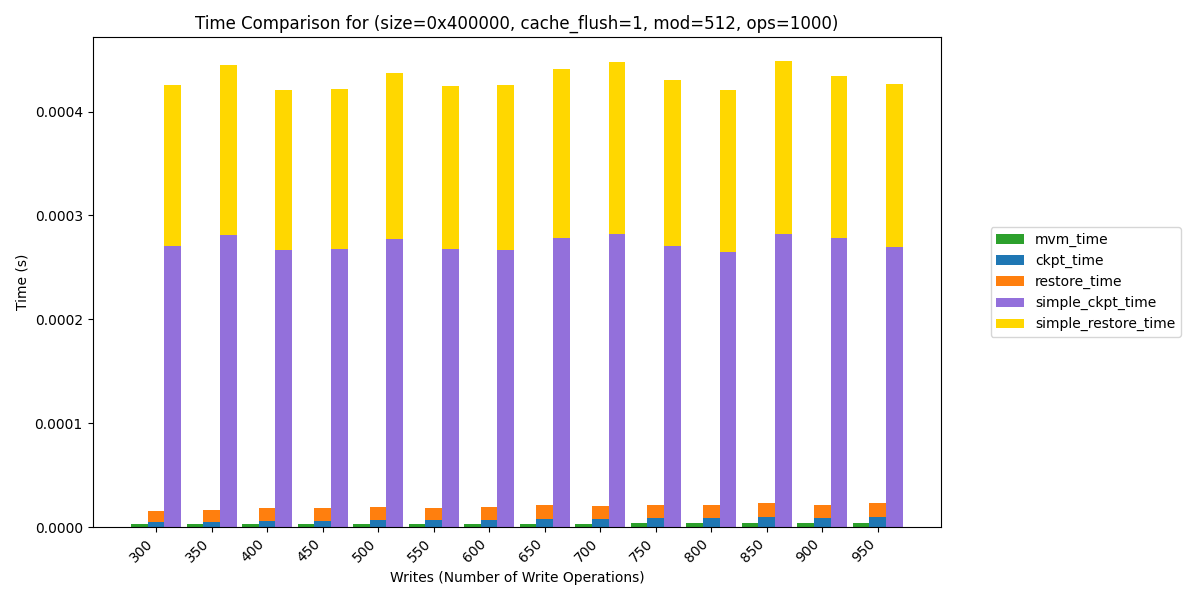 Time Comparison for (size=0x400000, cache_flush=1, mod=512, ops=1000)
Time (s)
0.0004
0.0003
0.0002
0.0001
0.0000
300 350 400 450 500 550 600 650 700 750 800 850 900 950
Writes (Number of Write Operations)
mvm_time
ckpt_time
restore_time
simple_ckpt_time
simple_restore_time